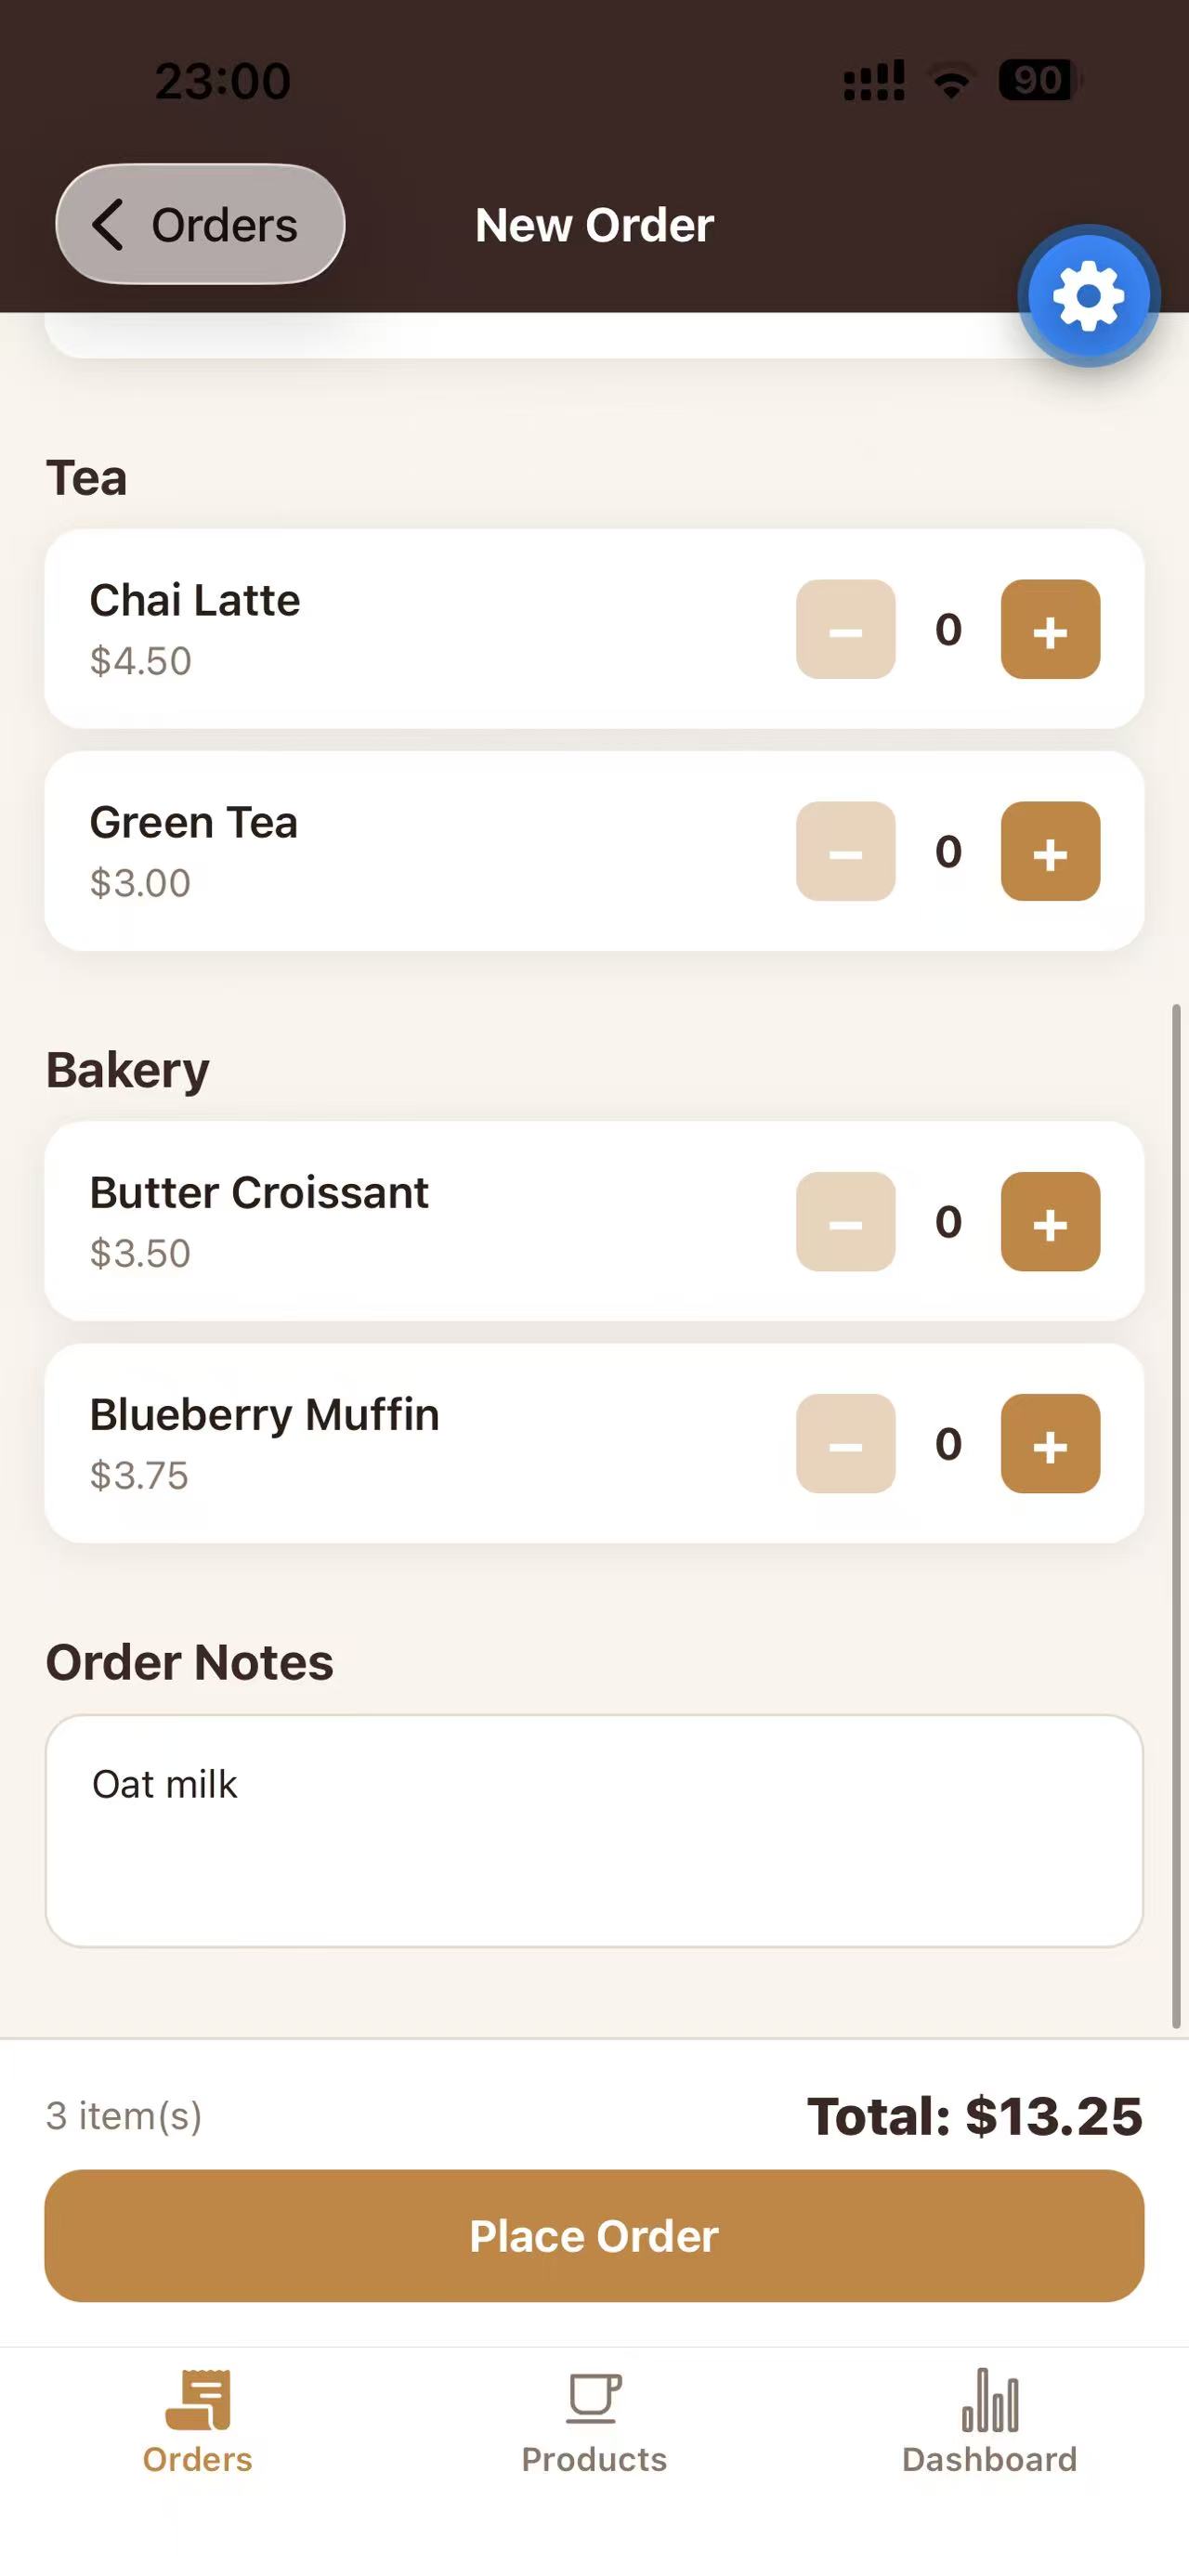 23:00
90
Orders
New Order
Tea
Chai Latte
$4.50
− 0 +
Green Tea
$3.00
− 0 +
Bakery
Butter Croissant
$3.50
− 0 +
Blueberry Muffin
$3.75
− 0 +
Order Notes
Oat milk
3 item(s)
Total: $13.25
Place Order
Orders
Products
Dashboard